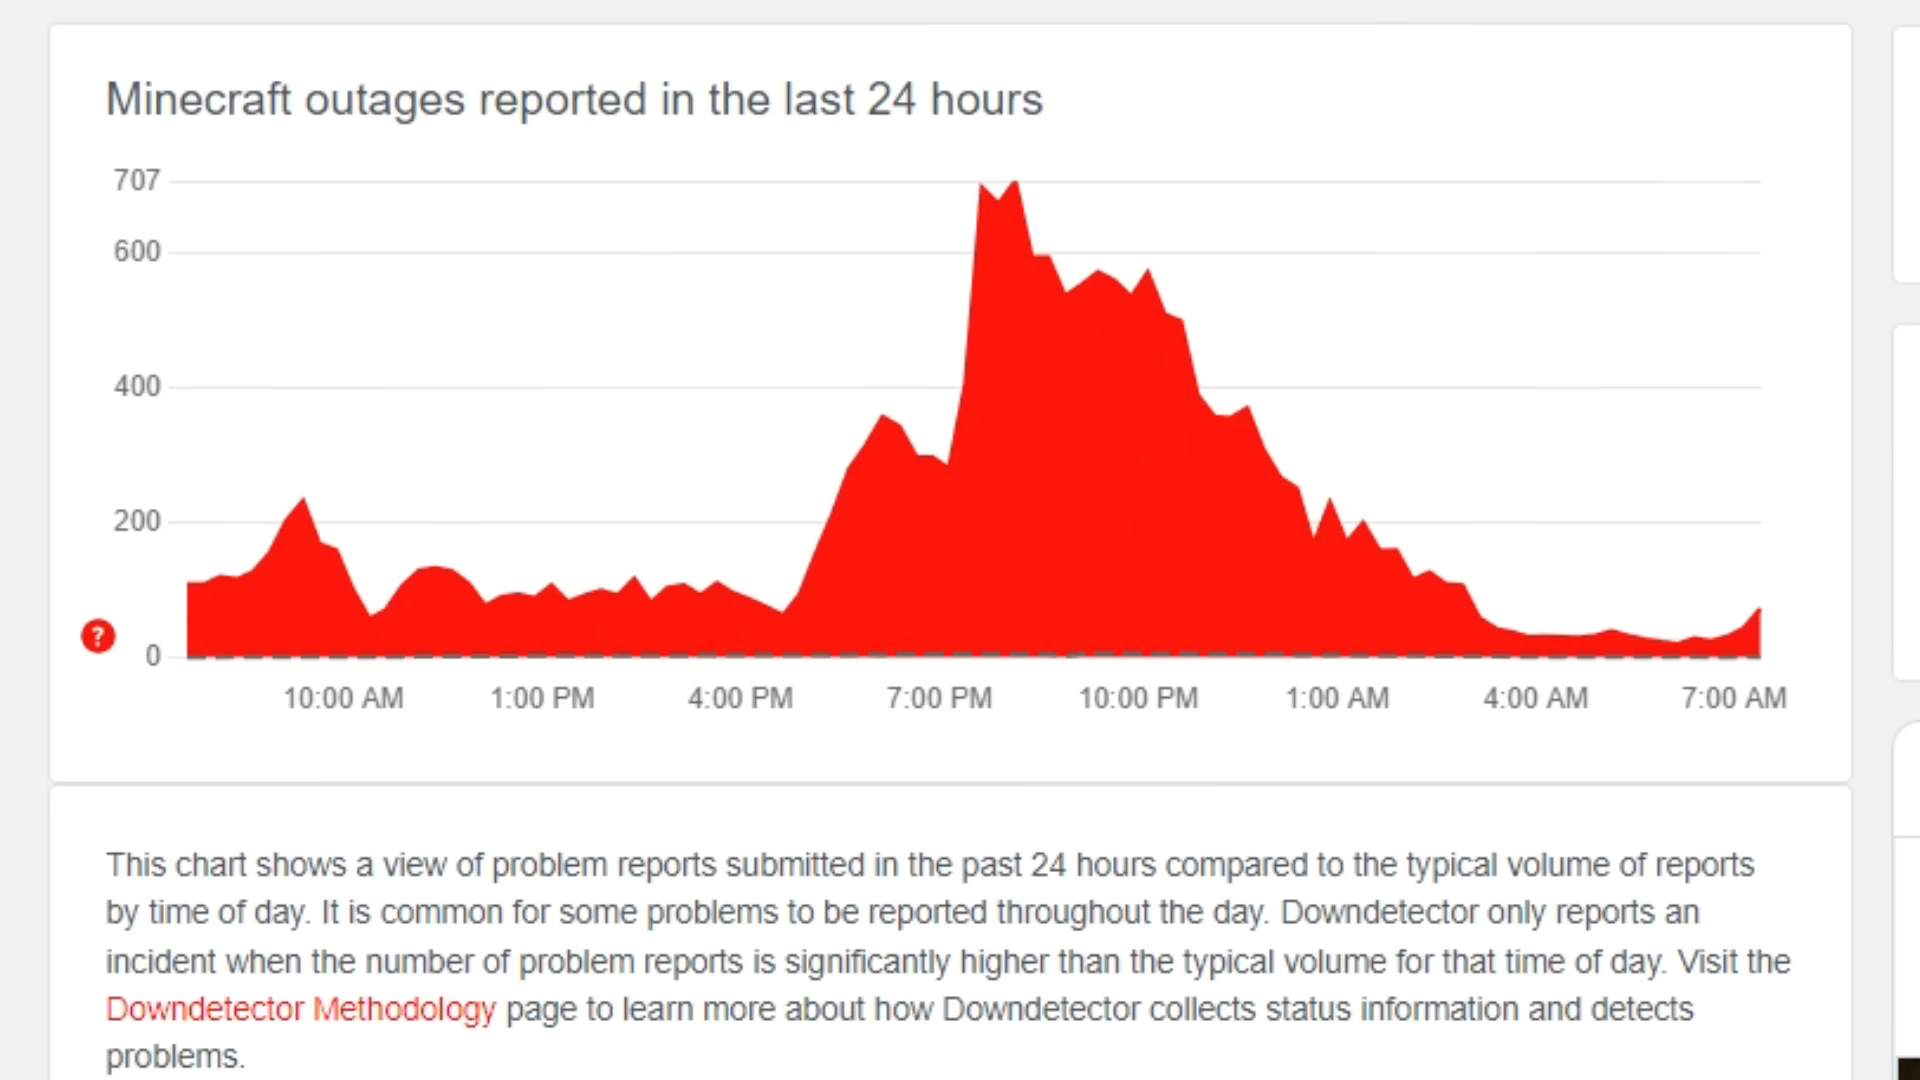 Minecraft outages reported in the last 24 hours
707
600
400
200
?
0
10:00 AM 1:00 PM 4:00 PM 7:00 PM 10:00 PM 1:00 AM 4:00 AM 7:00 AM
This chart shows a view of problem reports submitted in the past 24 hours compared to the typical volume of reports
by time of day. It is common for some problems to be reported throughout the day. Downdetector only reports an
incident when the number of problem reports is significantly higher than the typical volume for that time of day. Visit the
Downdetector Methodology page to learn more about how Downdetector collects status information and detects
problems.